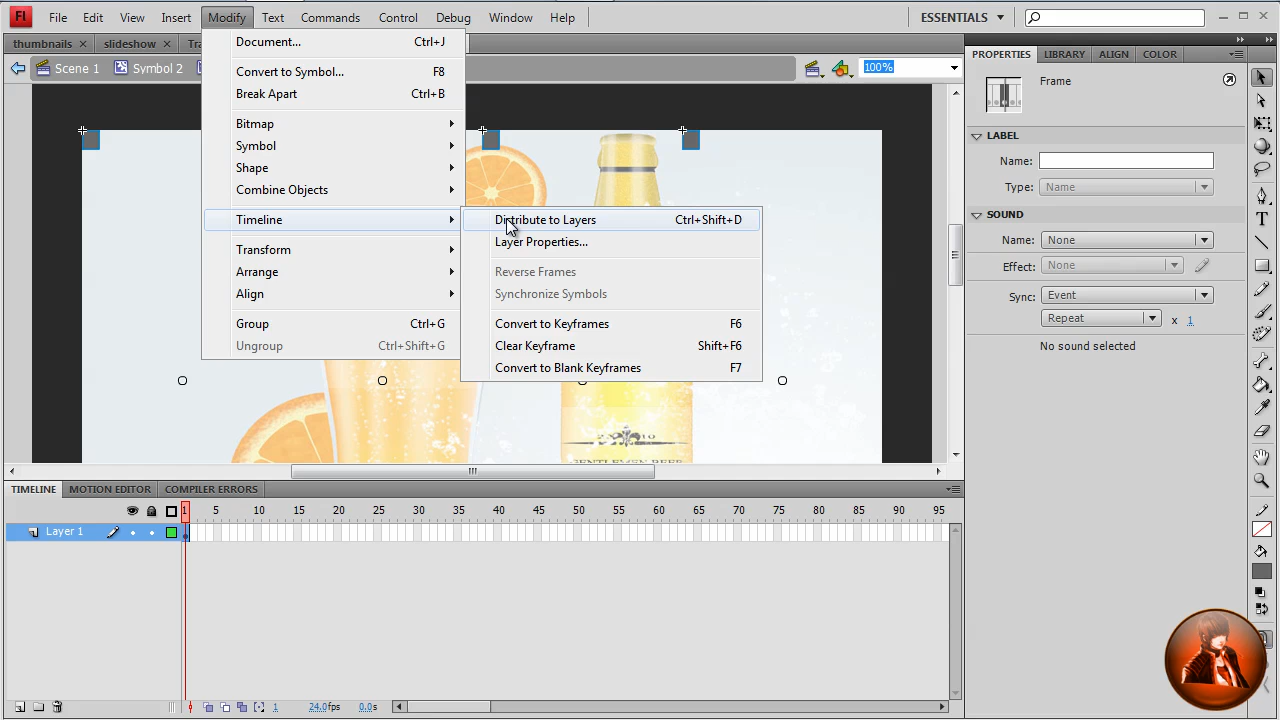 Fl File Edit View Insert Modify Text Commands Control Debug Window Help ESSENTIALS
thumbnails × slideshow × Tra
Scene 1 Symbol 2 100%
Document... Ctrl+J
Convert to Symbol... F8
Break Apart Ctrl+B
Bitmap
Symbol
Shape
Combine Objects
Timeline
Transform
Arrange
Align
Group Ctrl+G
Ungroup Ctrl+Shift+G
Distribute to Layers Ctrl+Shift+D
Layer Properties...
Reverse Frames
Synchronize Symbols
Convert to Keyframes F6
Clear Keyframe Shift+F6
Convert to Blank Keyframes F7
GENTLEMEN BEER
PROPERTIES LIBRARY ALIGN COLOR
Frame
LABEL
Name:
Type: Name
SOUND
Name: None
Effect: None
Sync: Event
Repeat x 1
No sound selected
TIMELINE MOTION EDITOR COMPILER ERRORS
1 5 10 15 20 25 30 35 40 45 50 55 60 65 70 75 80 85 90 95
Layer 1
1 24.0fps 0.0s